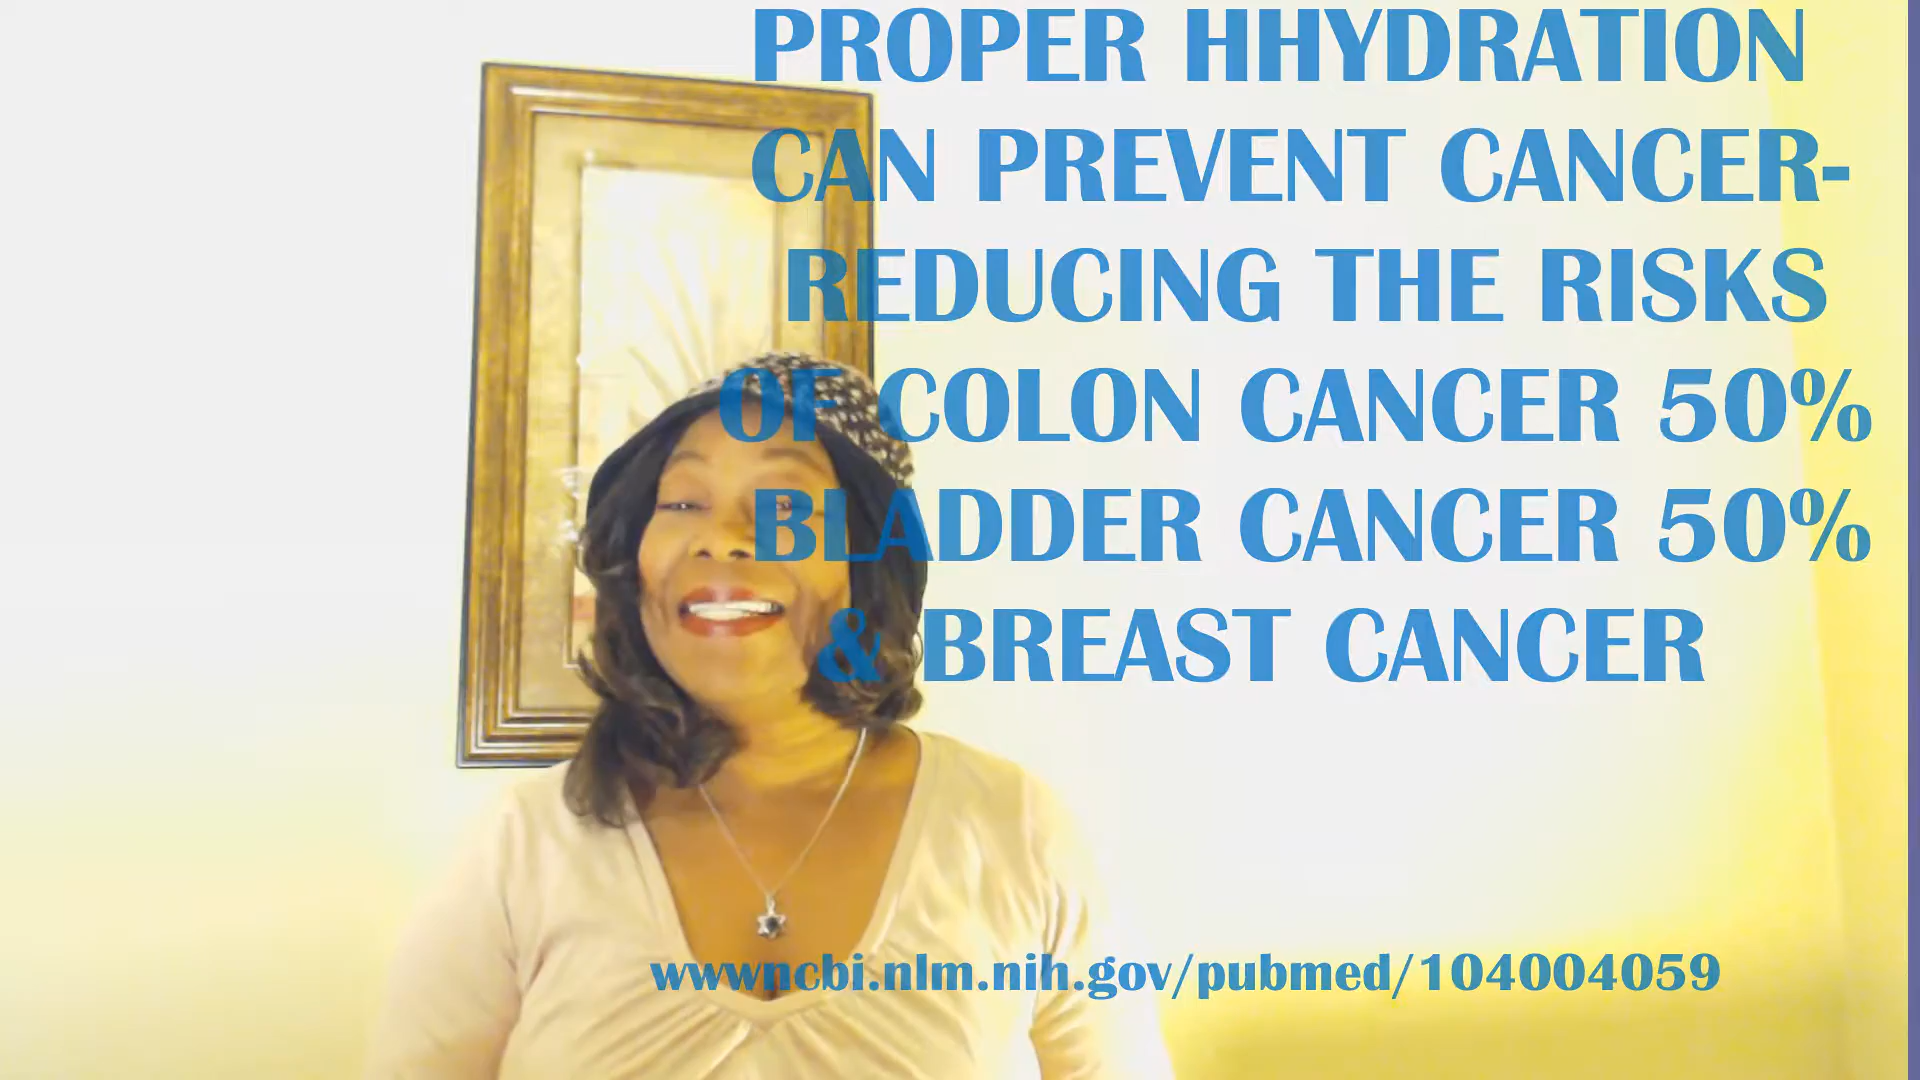 PROPER HHYDRATION
CAN PREVENT CANCER-
REDUCING THE RISKS
OF COLON CANCER 50%
BLADDER CANCER 50%
& BREAST CANCER
wwwncbi.nlm.nih.gov/pubmed/104004059